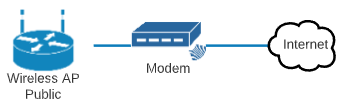 Wireless AP
Public
Modem
Internet